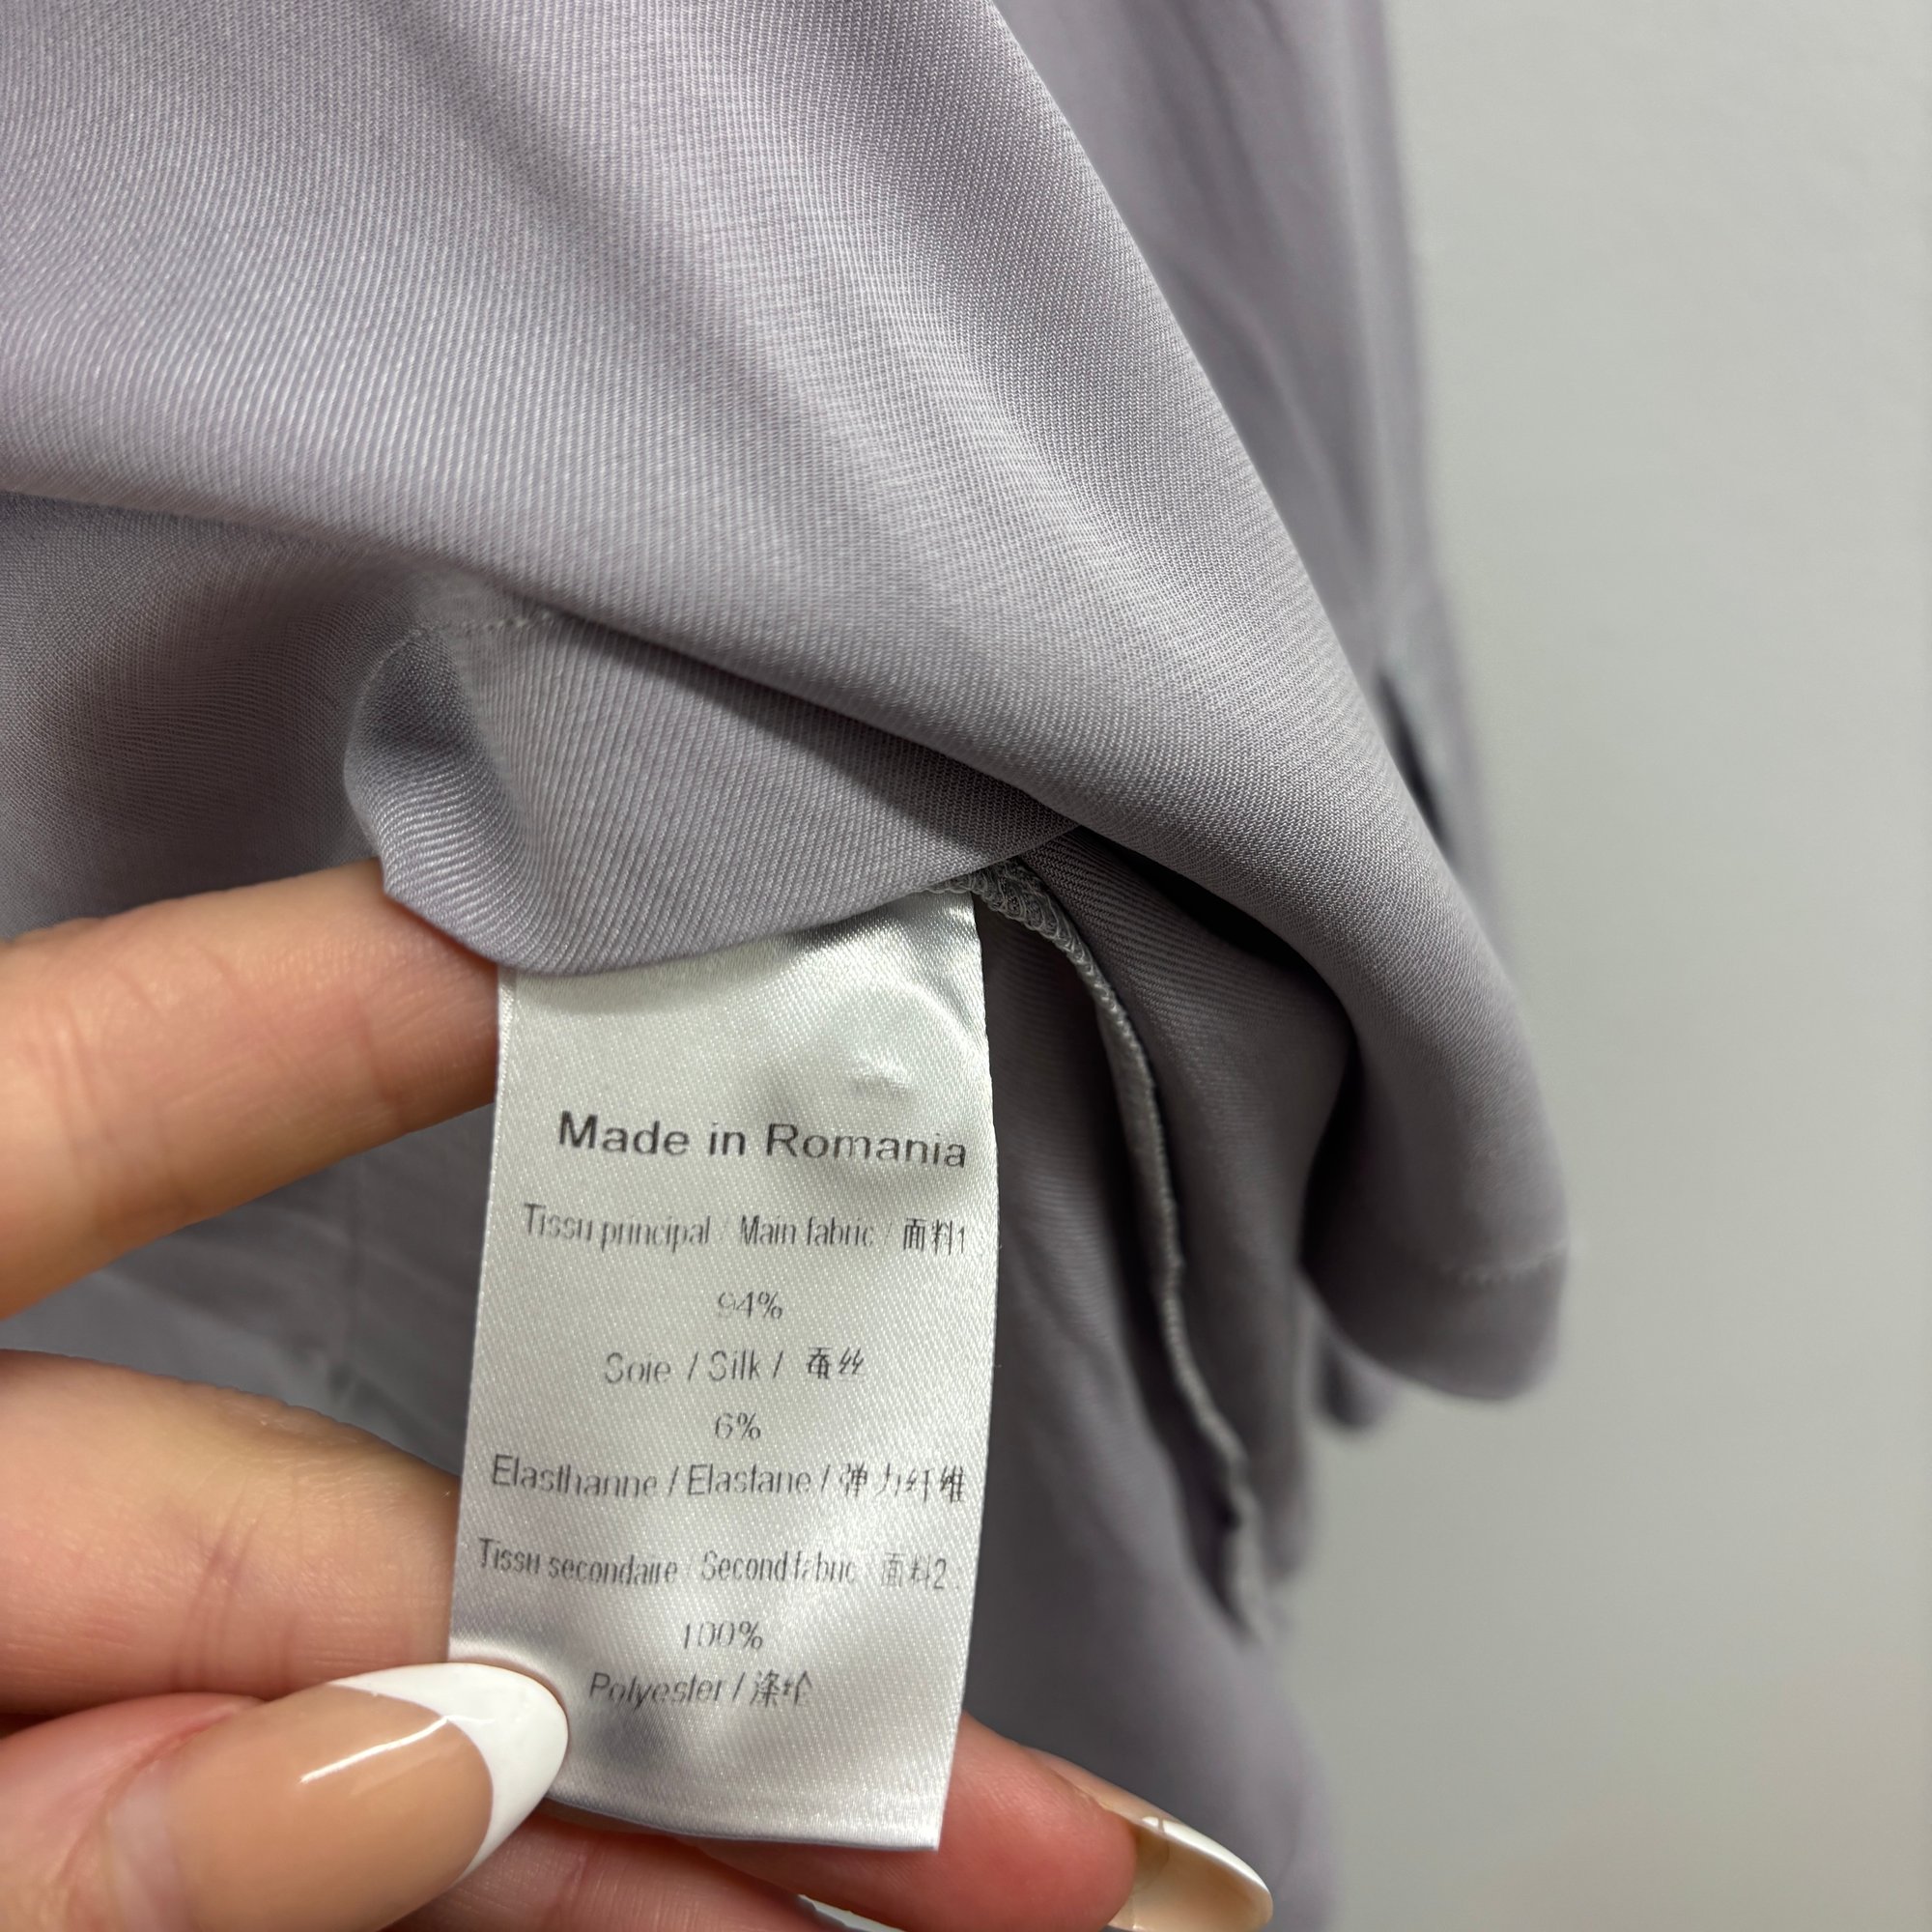 Made in Romania
Tissu principal / Main fabric / 面料1
94%
Soie / Silk / 蚕丝
6%
Elasthanne / Elastane / 弹力纤维
Tissu secondaire / Second fabric / 面料2
100%
Polyester / 涤纶